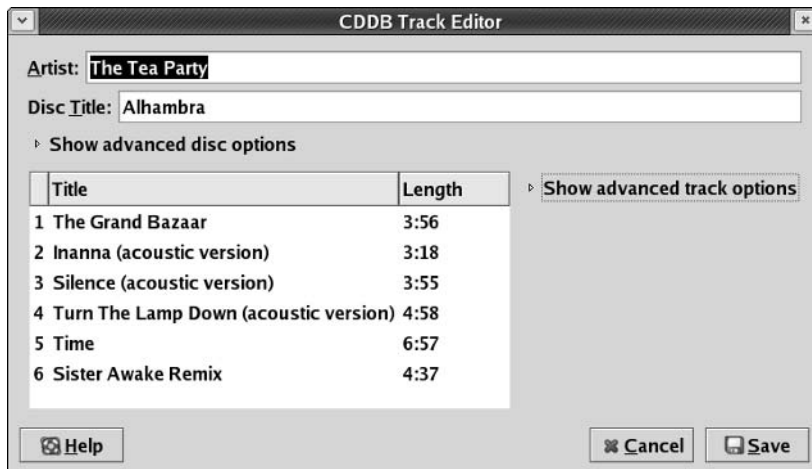 CDDB Track Editor
Artist: The Tea Party
Disc Title: Alhambra
Show advanced disc options
Title Length
Show advanced track options
1 The Grand Bazaar 3:56
2 Inanna (acoustic version) 3:18
3 Silence (acoustic version) 3:55
4 Turn The Lamp Down (acoustic version) 4:58
5 Time 6:57
6 Sister Awake Remix 4:37
Help Cancel Save